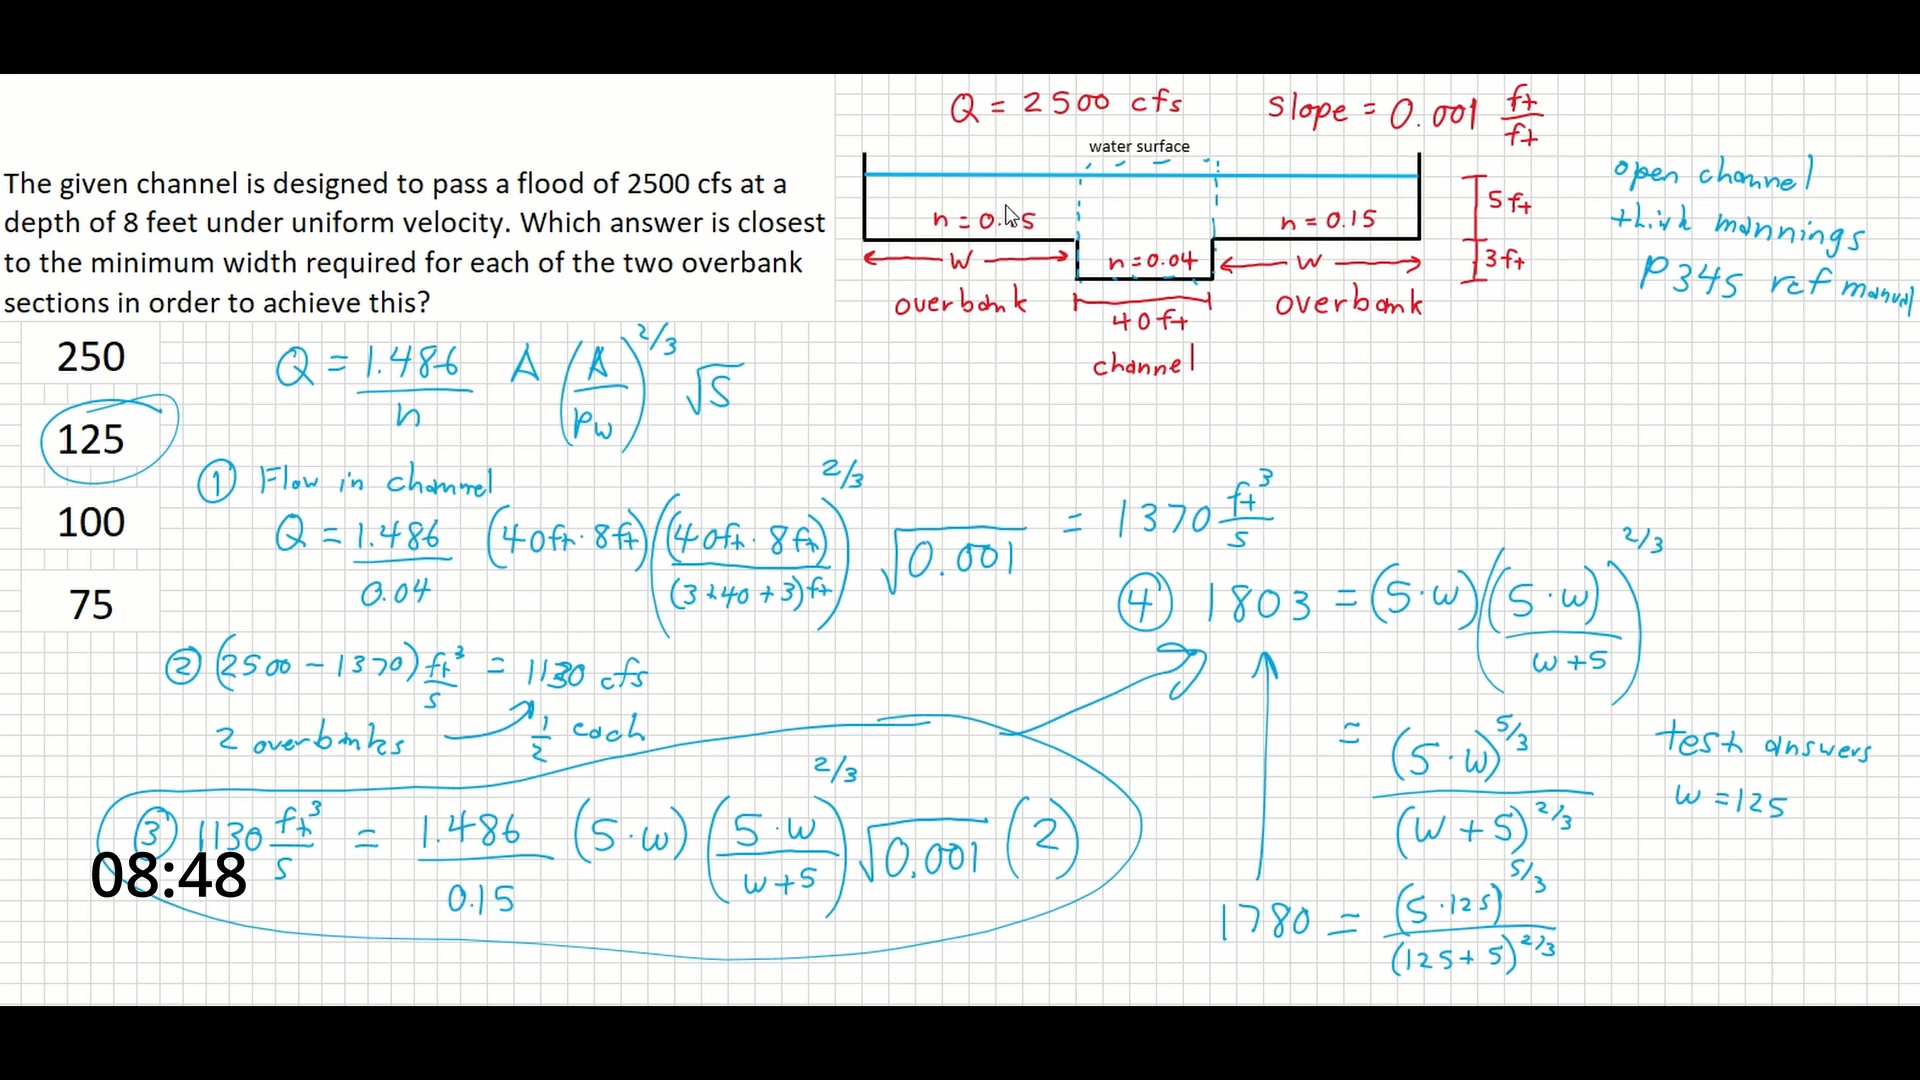 Q = 2500 cfs
Slope = 0.001 ft/ft
water surface
The given channel is designed to pass a flood of 2500 cfs at a
depth of 8 feet under uniform velocity. Which answer is closest
to the minimum width required for each of the two overbank
sections in order to achieve this?
n = 0.15
n = 0.15
n=0.04
5ft
3ft
w
w
overbank
40ft
channel
overbank
open channel
think mannings
P345 ref manual
250
125
100
75
Q = 1.486/n A (A/Pw)^2/3 √S
① Flow in channel
Q = 1.486/0.04 (40ft·8ft)((40ft·8ft)/(3+40+3)ft)^2/3 √0.001 = 1370 ft³/s
② (2500 - 1370) ft³/s = 1130 cfs
2 overbanks 1/2 each
③ 1130 ft³/s = 1.486/0.15 (5·w)(5·w/w+5)^2/3 √0.001 (2)
④ 1803 = (5·w)((5·w)/w+5)^2/3
= (5·w)^5/3/(w+5)^2/3
test answers
w = 125
1780 = (5·125)^5/3/(125+5)^2/3
08:48